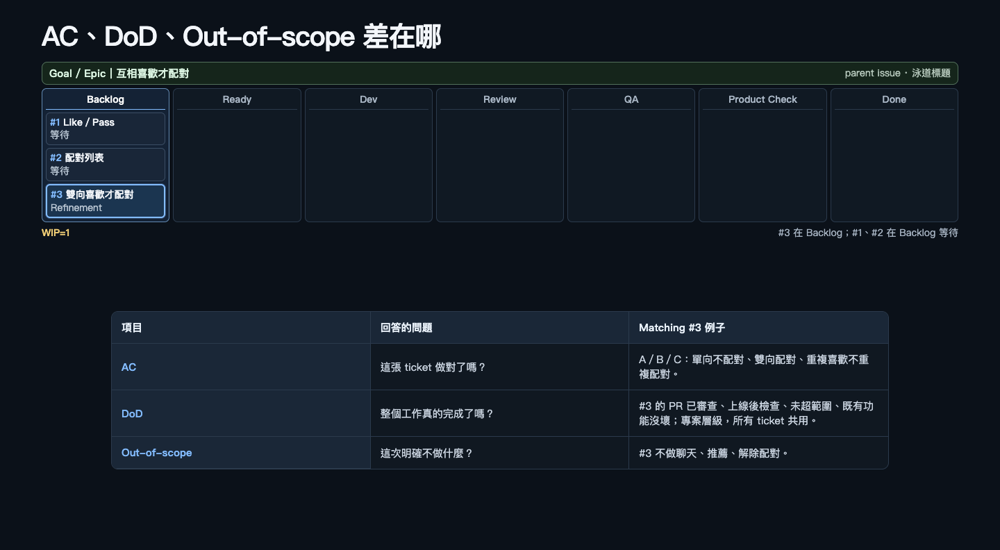 AC、DoD、Out-of-scope 差在哪
Goal / Epic | 互相喜歡才配對
parent issue · 泳道標題
Backlog
Ready
Dev
Review
QA
Product Check
Done
#1 Like / Pass
等待
#2 配對列表
等待
#3 雙向喜歡才配對
Refinement
WIP=1
#3 在 Backlog；#1、#2 在 Backlog 等待
項目
回答的問題
Matching #3 例子
AC
這張 ticket 做對了嗎？
A / B / C：單向不配對、雙向配對、重複喜歡不重
複配對。
DoD
整個工作真的完成了嗎？
#3 的 PR 已審查、上線後檢查、未超範圍、既有功
能沒壞；專案層級，所有 ticket 共用。
Out-of-scope
這次明確不做什麼？
#3 不做聊天、推薦、解除配對。